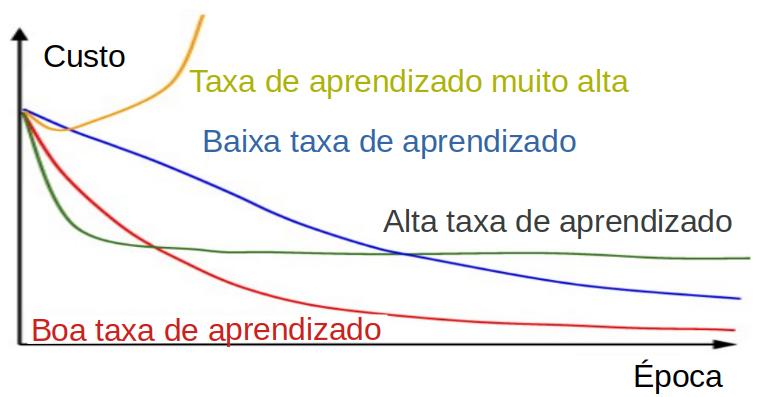 Custo
Taxa de aprendizado muito alta
Baixa taxa de aprendizado
Alta taxa de aprendizado
Boa taxa de aprendizado
Época